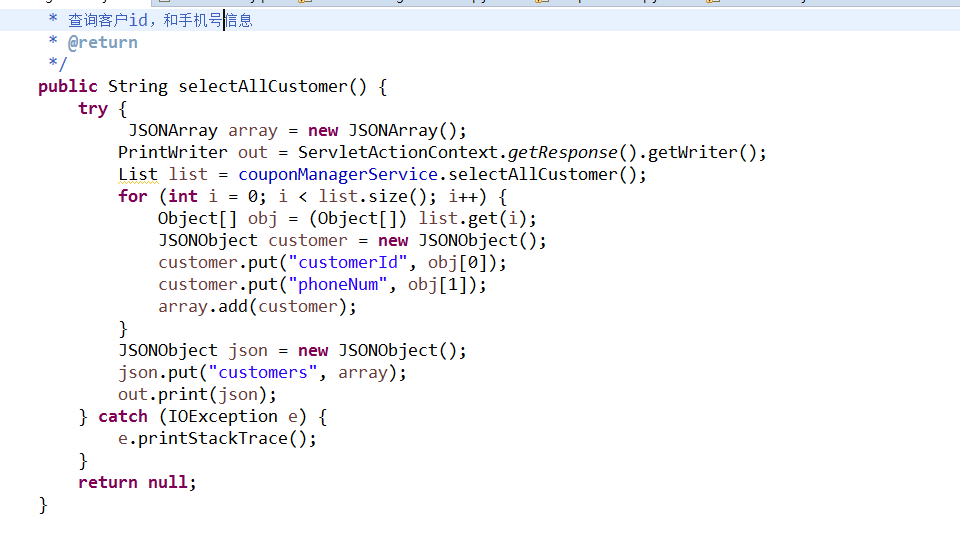 * 查询客户id，和手机号信息
* @return
*/
public String selectAllCustomer() {
try {
JSONArray array = new JSONArray();
PrintWriter out = ServletActionContext.getResponse().getWriter();
List list = couponManagerService.selectAllCustomer();
for (int i = 0; i < list.size(); i++) {
Object[] obj = (Object[]) list.get(i);
JSONObject customer = new JSONObject();
customer.put("customerId", obj[0]);
customer.put("phoneNum", obj[1]);
array.add(customer);
}
JSONObject json = new JSONObject();
json.put("customers", array);
out.print(json);
} catch (IOException e) {
e.printStackTrace();
}
return null;
}